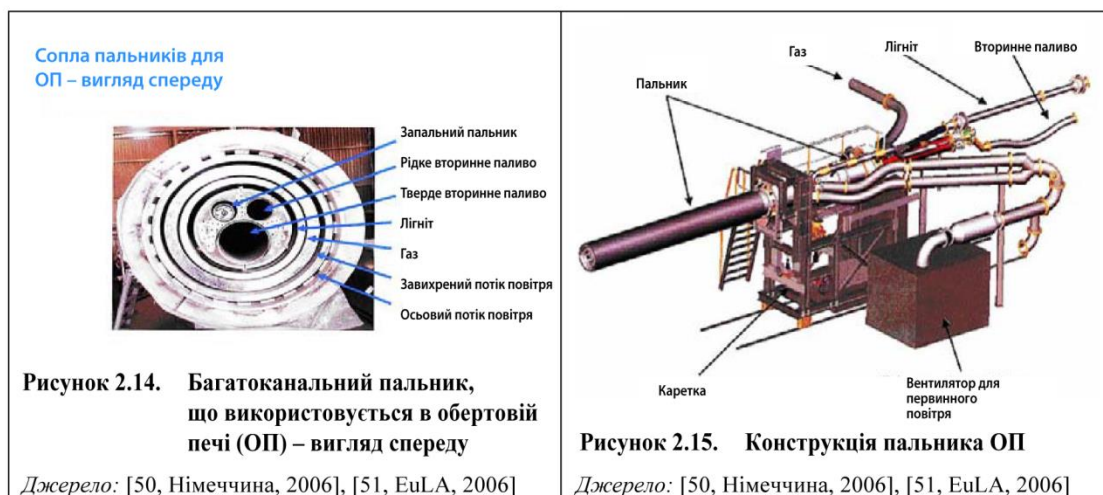 Сопла пальників для
ОП – вигляд спереду
Запальний пальник
Рідке вторинне паливо
Тверде вторинне паливо
Лігніт
Газ
Завихрений потік повітря
Осьовий потік повітря
Рисунок 2.14. Багатоканальний пальник,
що використовується в обертовій
печі (ОП) – вигляд спереду
Джерело: [50, Німеччина, 2006], [51, EuLA, 2006]
Газ
Лігніт
Вторинне паливо
Пальник
Каретка
Вентилятор для
первинного
повітря
Рисунок 2.15. Конструкція пальника ОП
Джерело: [50, Німеччина, 2006], [51, EuLA, 2006]